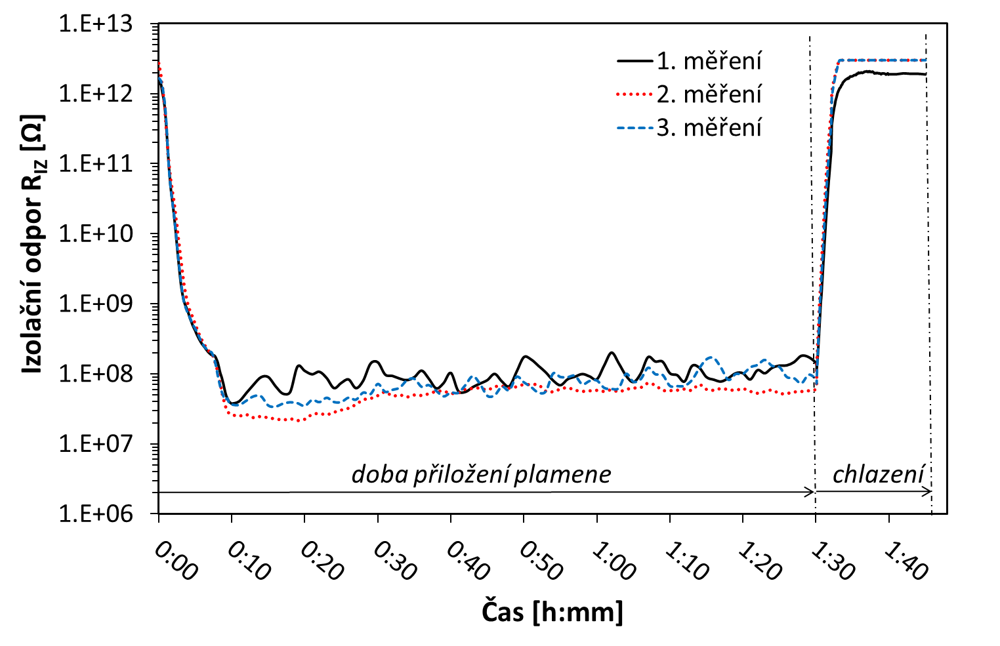 1.E+13
1.E+12
1.E+11
1.E+10
1.E+09
1.E+08
1.E+07
1.E+06
Izolační odpor RIZ [Ω]
1. měření
2. měření
3. měření
doba přiložení plamene
chlazení
0:00
0:10
0:20
0:30
0:40
0:50
1:00
1:10
1:20
1:30
1:40
Čas [h:mm]